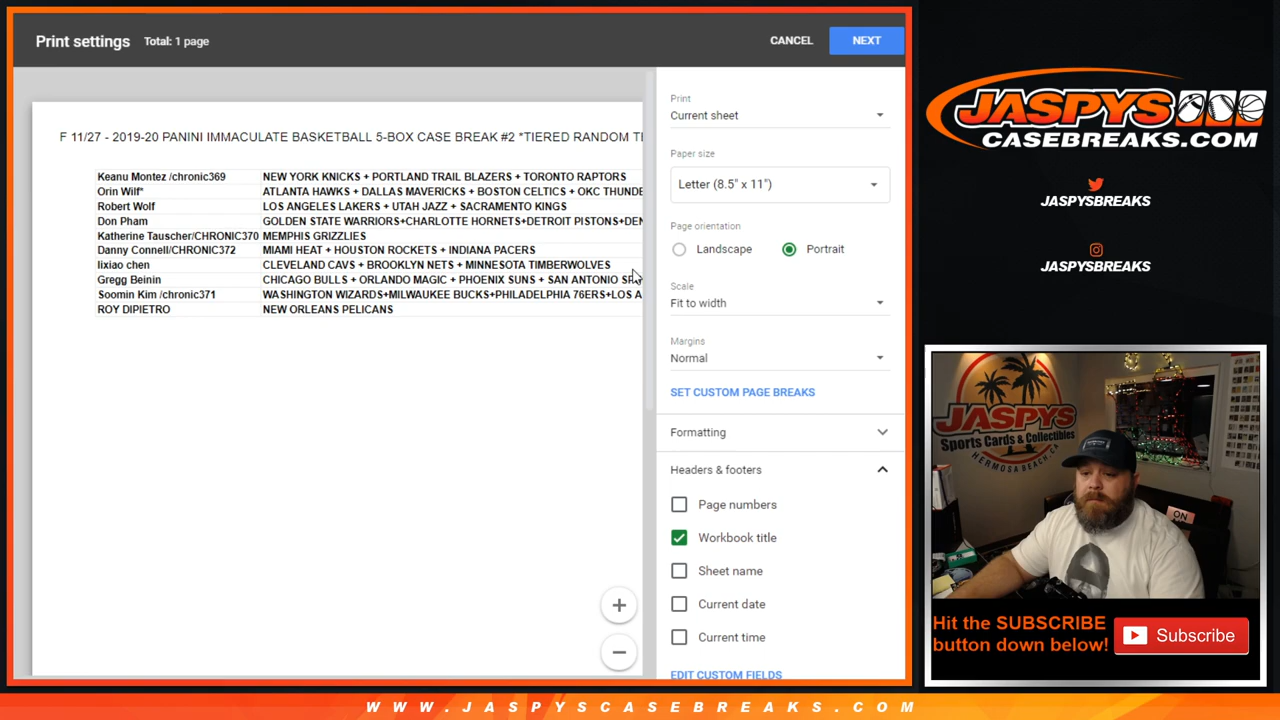 Print settings Total: 1 page CANCEL NEXT
F 11/27 - 2019-20 PANINI IMMACULATE BASKETBALL 5-BOX CASE BREAK #2 "TIERED RANDOM
Keanu Montez /chronic369 NEW YORK KNICKS + PORTLAND TRAIL BLAZERS + TORONTO RAPTORS
Orin Wilf* ATLANTA HAWKS + DALLAS MAVERICKS + BOSTON CELTICS + OKC THUNDE
Robert Wolf LOS ANGELES LAKERS + UTAH JAZZ + SACRAMENTO KINGS
Don Pham GOLDEN STATE WARRIORS+CHARLOTTE HORNETS+DETROIT PISTONS+DEN
Katherine Tauscher/CHRONIC370 MEMPHIS GRIZZLIES
Danny Connell/CHRONIC372 MIAMI HEAT + HOUSTON ROCKETS + INDIANA PACERS
lixiao chen CLEVELAND CAVS + BROOKLYN NETS + MINNESOTA TIMBERWOLVES
Gregg Beinin CHICAGO BULLS + ORLANDO MAGIC + PHOENIX SUNS + SAN ANTONIO
Soomin Kim /chronic371 WASHINGTON WIZARDS+MILWAUKEE BUCKS+PHILADELPHIA 76ERS+LOS A
ROY DIPIETRO NEW ORLEANS PELICANS
Print
Current sheet
Paper size
Letter (8.5" x 11")
Page orientation
Landscape Portrait
Scale
Fit to width
Margins
Normal
SET CUSTOM PAGE BREAKS
Formatting
Headers & footers
Page numbers
Workbook title
Sheet name
Current date
Current time
EDIT CUSTOM FIELDS
JASPYS
CASEBREAKS.COM
JASPYSBREAKS
JASPYSBREAKS
JASPYS
Sports Cards & Collectibles
HERMOSA BEACH, CA
ON
Hit the SUBSCRIBE
button down below!
Subscribe
WWW.JASPYSCASEBREAKS.COM